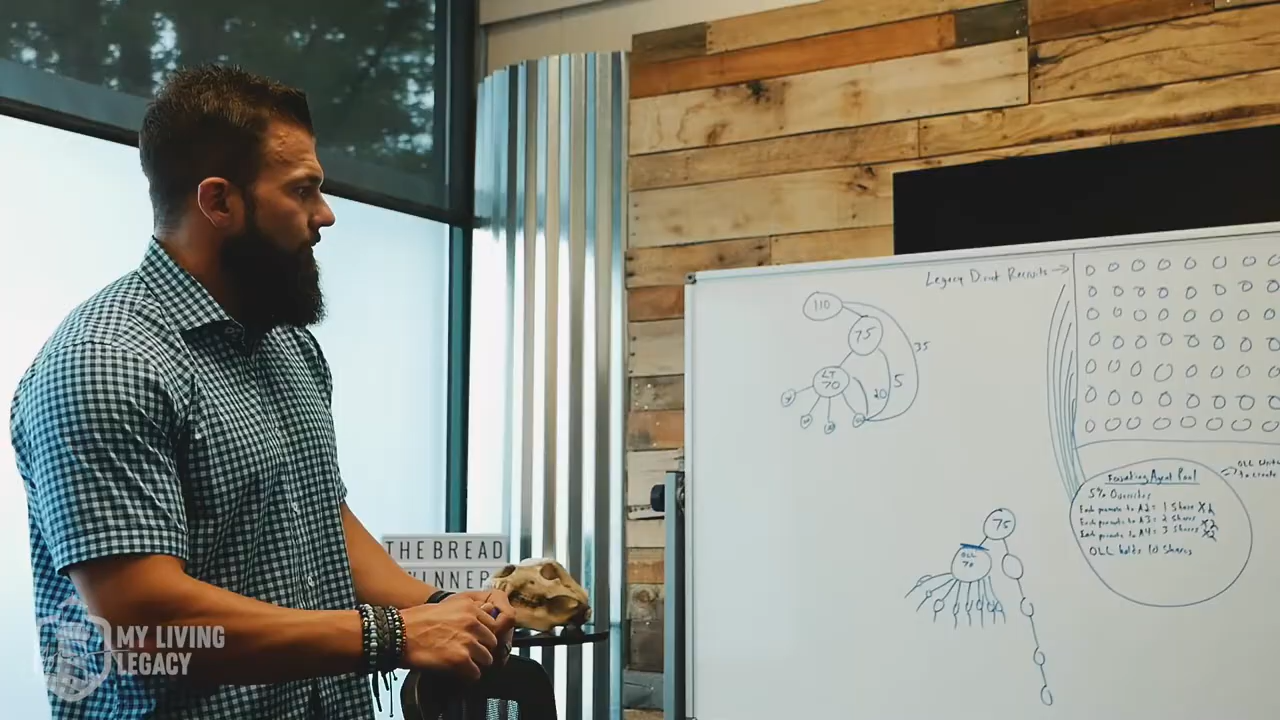 Legacy Direct Recruits →
110
75
35
LT
70
20
5
THE BREAD
WINNER
MY LIVING
LEGACY
Recruiting Agent Pool
5% Overrides
Each promote to A2 = 1 Share
Each promote to A3 = 2 Shares
Each promote to A4 = 3 Shares
OLL holds 10 Shares
75
OLL
70